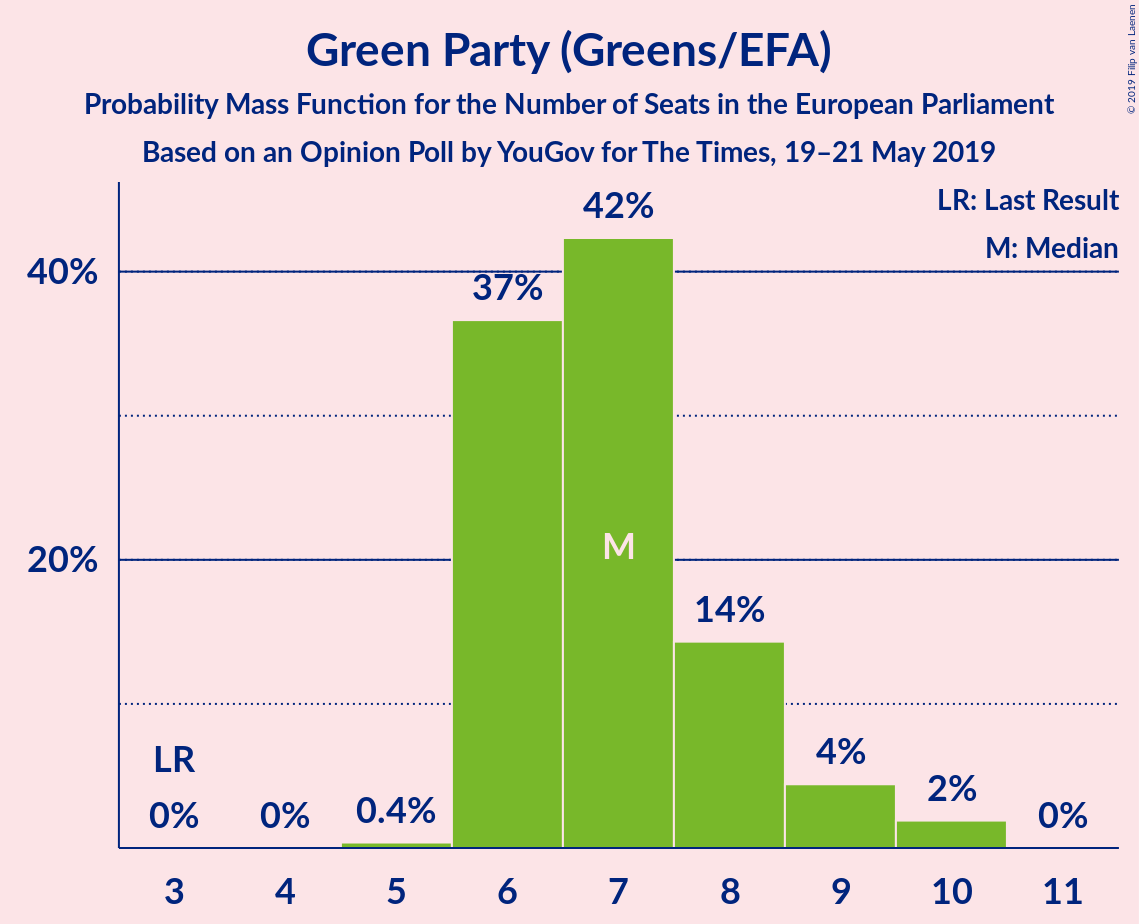 Green Party (Greens/EFA)
Probability Mass Function for the Number of Seats in the European Parliament
Based on an Opinion Poll by YouGov for The Times, 19–21 May 2019
© 2019 Filip van Laenen
LR: Last Result
M: Median
42%
40%
37%
M
20%
14%
LR
4%
2%
0%
0%
0.4%
0%
3 4 5 6 7 8 9 10 11